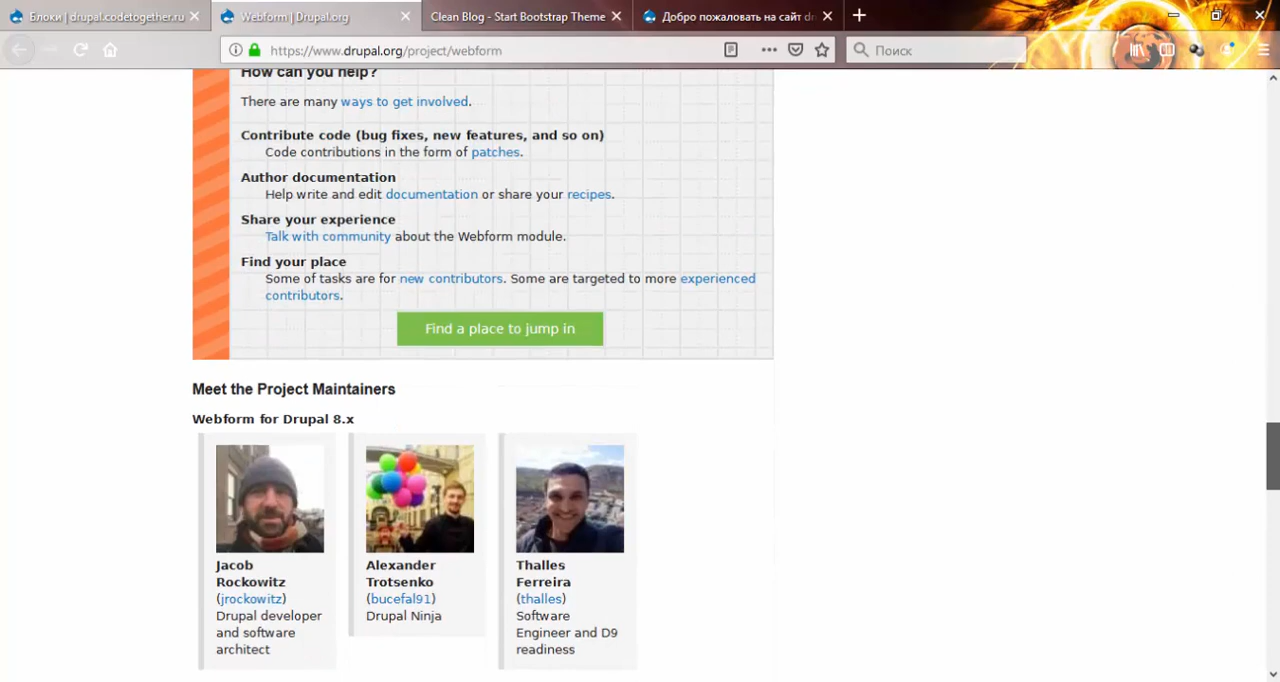 Блоки | drupal.codetogether.ru
Webform | Drupal.org
Clean Blog - Start Bootstrap Theme
Добро пожаловать на сайт dr
https://www.drupal.org/project/webform
Поиск
How can you help?
There are many ways to get involved.
Contribute code (bug fixes, new features, and so on)
Code contributions in the form of patches.
Author documentation
Help write and edit documentation or share your recipes.
Share your experience
Talk with community about the Webform module.
Find your place
Some of tasks are for new contributors. Some are targeted to more experienced
contributors.
Find a place to jump in
Meet the Project Maintainers
Webform for Drupal 8.x
Jacob
Rockowitz
(jrockowitz)
Drupal developer
and software
architect
Alexander
Trotsenko
(bucefal91)
Drupal Ninja
Thalles
Ferreira
(thalles)
Software
Engineer and D9
readiness